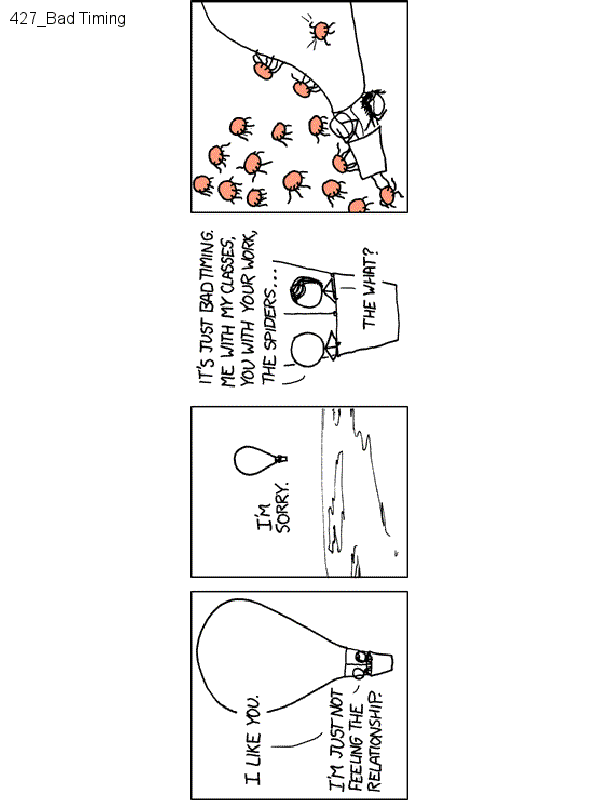 427_Bad Timing
I LIKE YOU.
I'M JUST NOT
FEELING THE
RELATIONSHIP.
I'M
SORRY.
IT'S JUST BAD TIMING.
ME WITH MY CLASSES,
YOU WITH YOUR WORK,
THE SPIDERS...
THE WHAT?